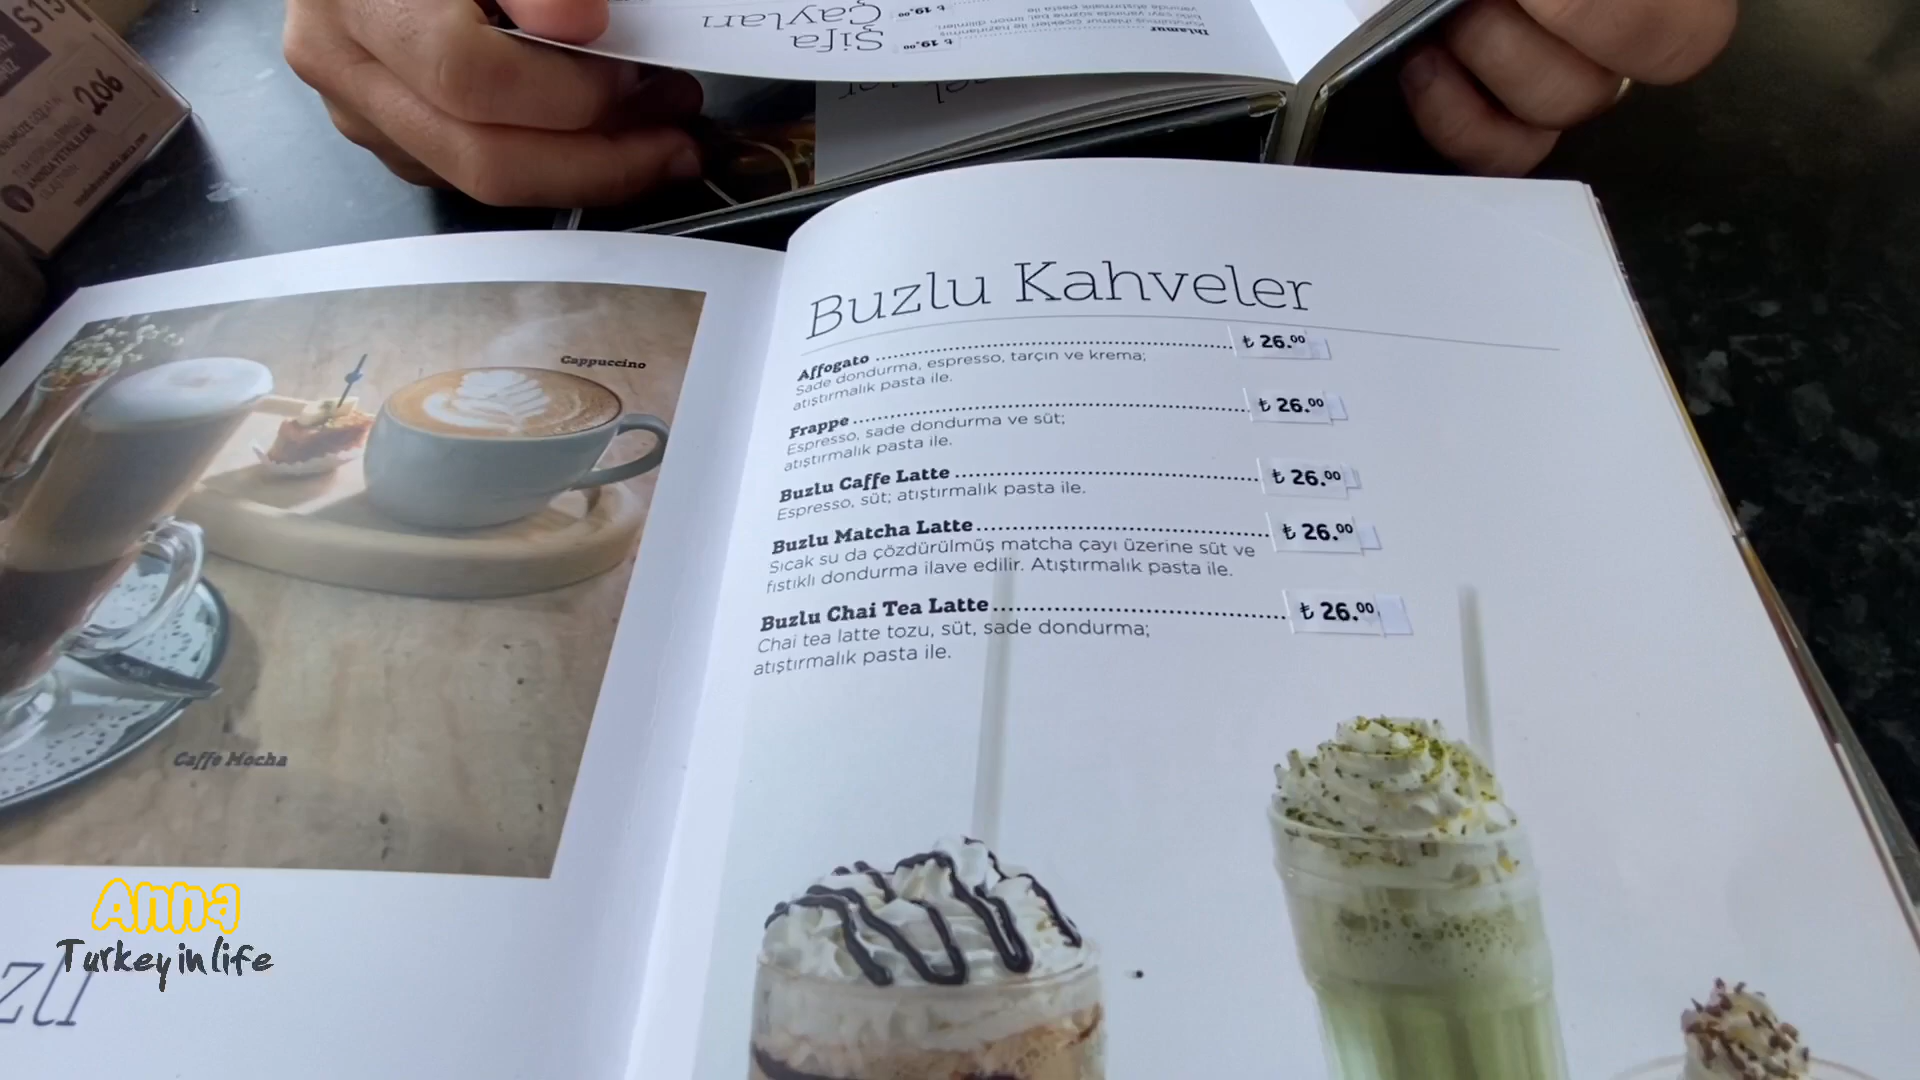 206
Şifa
Çayları
₺ 19.00
₺ 19.00
Ihlamur
Cappuccino
Caffe Mocha
Buzlu Kahveler
Affogato ........ ₺ 26.00
Sade dondurma, espresso, tarçın ve krema;
atıştırmalık pasta ile.
Frappe ........ ₺ 26.00
Espresso, sade dondurma ve süt;
atıştırmalık pasta ile.
Buzlu Caffe Latte ........ ₺ 26.00
Espresso, süt; atıştırmalık pasta ile.
Buzlu Matcha Latte ........ ₺ 26.00
Sıcak su da çözdürülmüş matcha çayı üzerine süt ve
fıstıklı dondurma ilave edilir. Atıştırmalık pasta ile.
Buzlu Chai Tea Latte ........ ₺ 26.00
Chai tea latte tozu, süt, sade dondurma;
atıştırmalık pasta ile.
Anna
Turkey in life